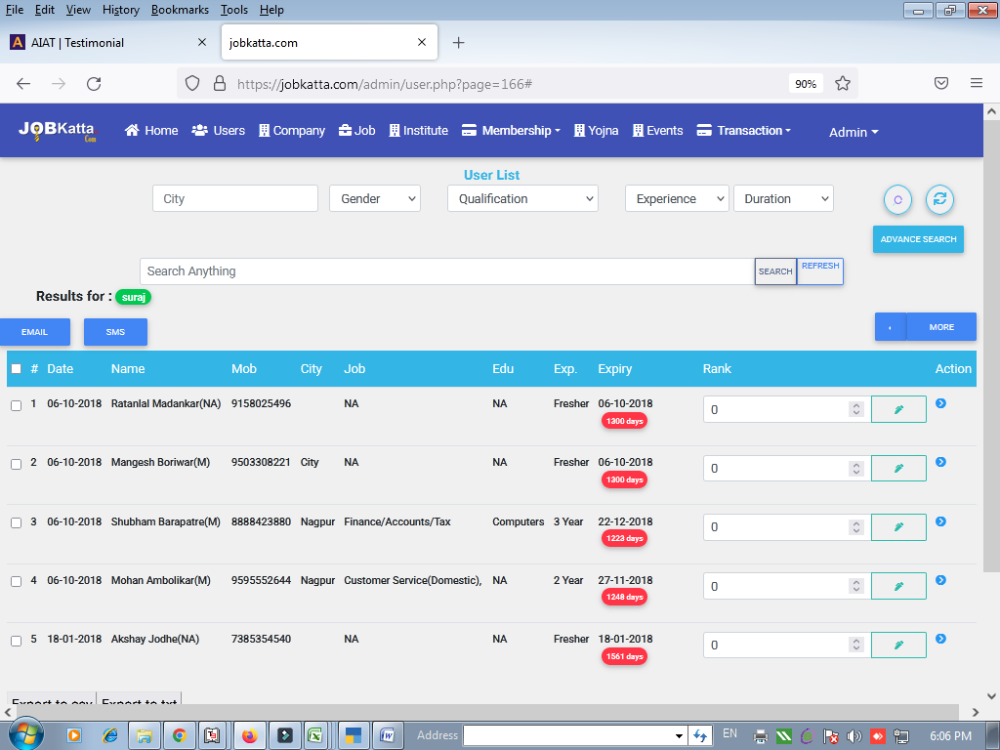 File Edit View History Bookmarks Tools Help
AIAT | Testimonial
jobkatta.com
https://jobkatta.com/admin/user.php?page=166#
90%
JOBKatta
Com
Home Users Company Job Institute Membership Yojna Events Transaction Admin
User List
City Gender Qualification Experience Duration
ADVANCE SEARCH
Search Anything SEARCH REFRESH
Results for : suraj
EMAIL SMS MORE
# Date Name Mob City Job Edu Exp. Expiry Rank Action
1 06-10-2018 Ratanlal Madankar(NA) 9158025496 NA NA Fresher 06-10-2018 0
1300 days
2 06-10-2018 Mangesh Boriwar(M) 9503308221 City NA NA Fresher 06-10-2018 0
1300 days
3 06-10-2018 Shubham Barapatre(M) 8888423880 Nagpur Finance/Accounts/Tax Computers 3 Year 22-12-2018 0
1223 days
4 06-10-2018 Mohan Ambolikar(M) 9595552644 Nagpur Customer Service(Domestic), NA 2 Year 27-11-2018 0
1248 days
5 18-01-2018 Akshay Jodhe(NA) 7385354540 NA NA Fresher 18-01-2018 0
1561 days
Export to csv Export to txt
Address EN 6:06 PM